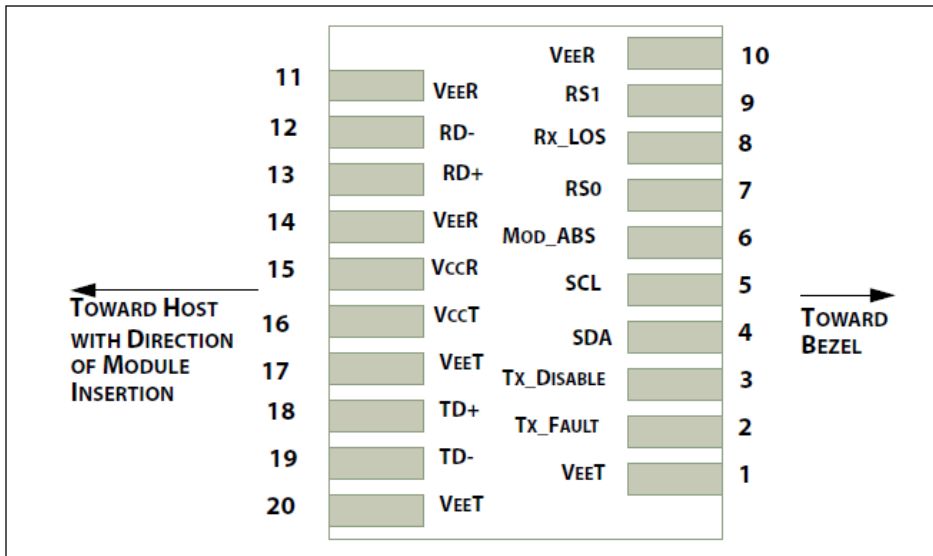 VEER 10
11 VEER
RS1 9
12 RD-
RX_LOS 8
13 RD+
RS0 7
14 VEER
MOD_ABS 6
15 VCCR
SCL 5
TOWARD HOST
WITH DIRECTION
OF MODULE
INSERTION
TOWARD
BEZEL
16 VCCT
SDA 4
17 VEET
TX_DISABLE 3
18 TD+
TX_FAULT 2
19 TD-
VEET 1
20 VEET